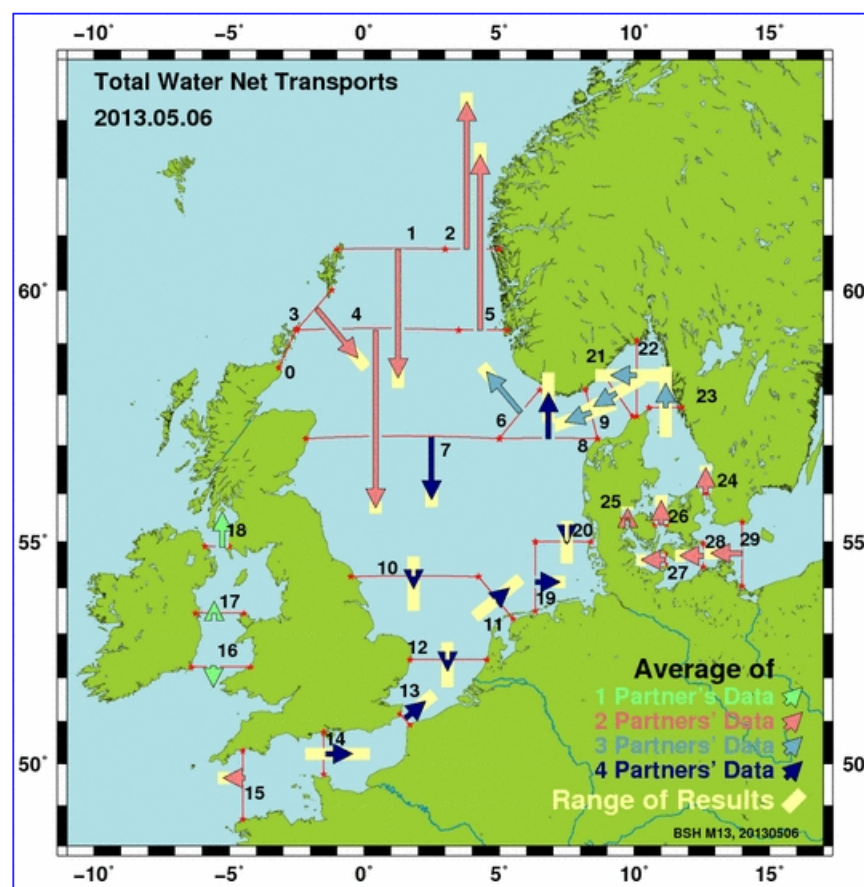 −10° −5° 0° 5° 10° 15°
Total Water Net Transports
2013.05.06
1 2
60° 60
3 4 5
0
22
21
23
6 9
7 8
24
25 26
18 20 28 29
55° 55
10 27
17 19
11
16 12
13
14
15
Average of
1 Partner's Data
2 Partners' Data
3 Partners' Data
4 Partners' Data
50° 50
Range of Results
BSH M13, 20130506
−10° −5° 0° 5° 10° 15°